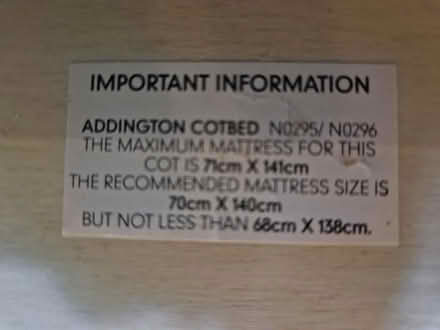 IMPORTANT INFORMATION
ADDINGTON COTBED N0295/ N0296
THE MAXIMUM MATTRESS FOR THIS
COT IS 71cm X 141cm
THE RECOMMENDED MATTRESS SIZE IS
70cm X 140cm
BUT NOT LESS THAN 68cm X 138cm.